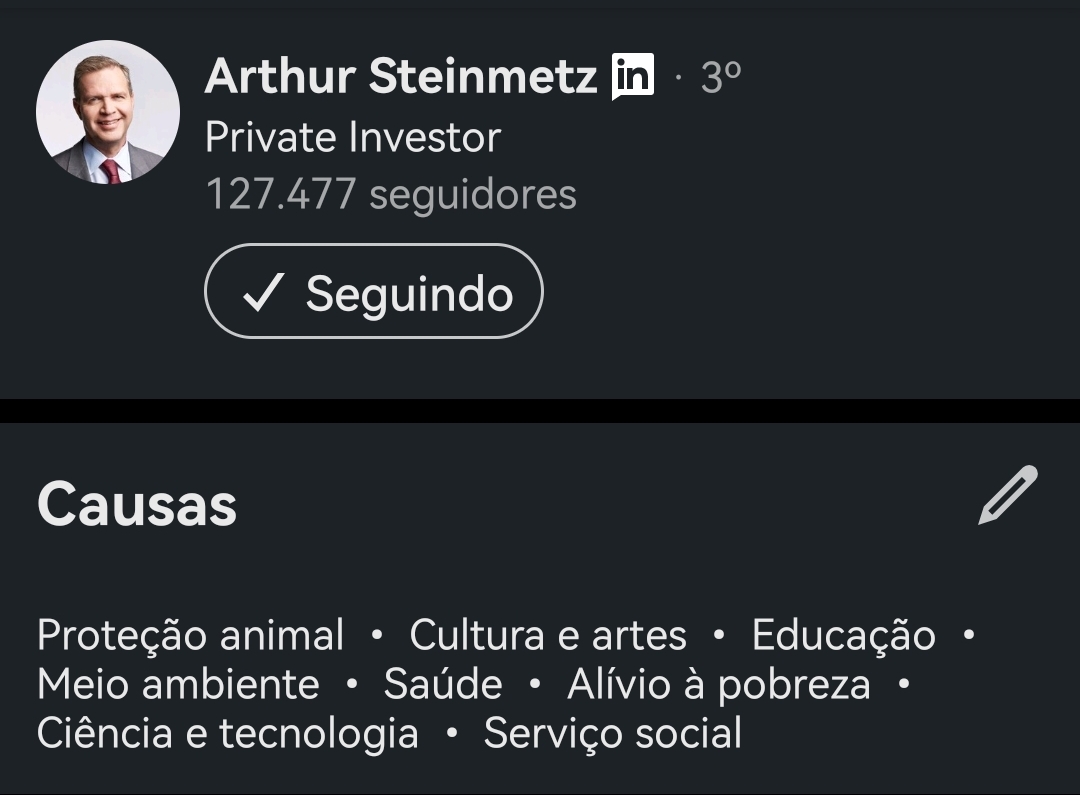 Arthur Steinmetz in · 3º
Private Investor
127.477 seguidores
✓ Seguindo
Causas
Proteção animal • Cultura e artes • Educação •
Meio ambiente • Saúde • Alívio à pobreza •
Ciência e tecnologia • Serviço social